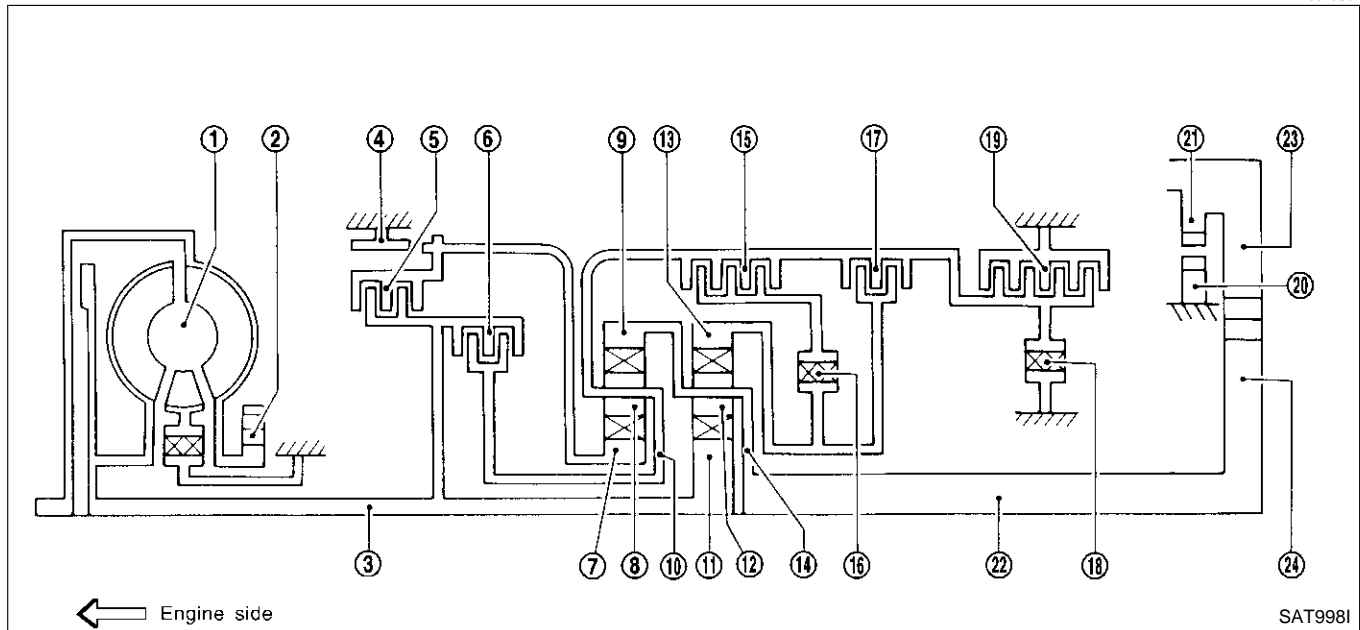 ① ② ④ ⑤ ⑥ ⑨ ⑬ ⑮ ⑰ ⑲ ㉑ ㉓
⑳
③ ⑦ ⑧ ⑩ ⑪ ⑫ ⑭ ⑯ ㉒ ⑱ ㉔
Engine side
SAT998I